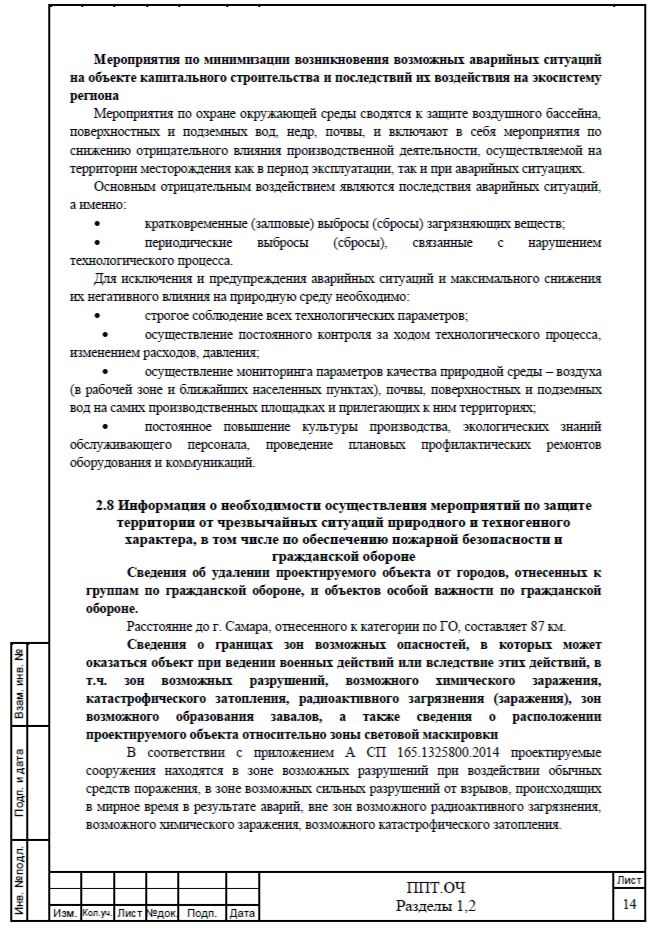 Мероприятия по минимизации возникновения возможных аварийных ситуаций
на объекте капитального строительства и последствий их воздействия на экосистему
региона
Мероприятия по охране окружающей среды сводятся к защите воздушного бассейна,
поверхностных и подземных вод, недр, почвы, и включают в себя мероприятия по
снижению отрицательного влияния производственной деятельности, осуществляемой на
территории месторождения как в период эксплуатации, так и при аварийных ситуациях.
Основным отрицательным воздействием являются последствия аварийных ситуаций,
а именно:
• кратковременные (залповые) выбросы (сбросы) загрязняющих веществ;
• периодические выбросы (сбросы), связанные с нарушением
технологического процесса.
Для исключения и предупреждения аварийных ситуаций и максимального снижения
их негативного влияния на природную среду необходимо:
• строгое соблюдение всех технологических параметров;
• осуществление постоянного контроля за ходом технологического процесса,
изменением расходов, давления;
• осуществление мониторинга параметров качества природной среды – воздуха
(в рабочей зоне и ближайших населенных пунктах), почвы, поверхностных и подземных
вод на самих производственных площадках и прилегающих к ним территориях;
• постоянное повышение культуры производства, экологических знаний
обслуживающего персонала, проведение плановых профилактических ремонтов
оборудования и коммуникаций.
2.8 Информация о необходимости осуществления мероприятий по защите
территории от чрезвычайных ситуаций природного и техногенного
характера, в том числе по обеспечению пожарной безопасности и
гражданской обороне
Сведения об удалении проектируемого объекта от городов, отнесенных к
группам по гражданской обороне, и объектов особой важности по гражданской
обороне.
Расстояние до г. Самара, отнесенного к категории по ГО, составляет 87 км.
Сведения о границах зон возможных опасностей, в которых может
оказаться объект при ведении военных действий или вследствие этих действий, в
т.ч. зон возможных разрушений, возможного химического заражения,
катастрофического затопления, радиоактивного загрязнения (заражения), зон
возможного образования завалов, а также сведения о расположении
проектируемого объекта относительно зоны световой маскировки
В соответствии с приложением А СП 165.1325800.2014 проектируемые
сооружения находятся в зоне возможных разрушений при воздействии обычных
средств поражения, в зоне возможных сильных разрушений от взрывов, происходящих
в мирное время в результате аварий, вне зон возможного радиоактивного загрязнения,
возможного химического заражения, возможного катастрофического затопления.
Взам. инв. №
Подп. и дата
Инв. №подл.
Изм. Кол.уч. Лист №док. Подп. Дата
ППТ.ОЧ
Разделы 1,2
Лист
14